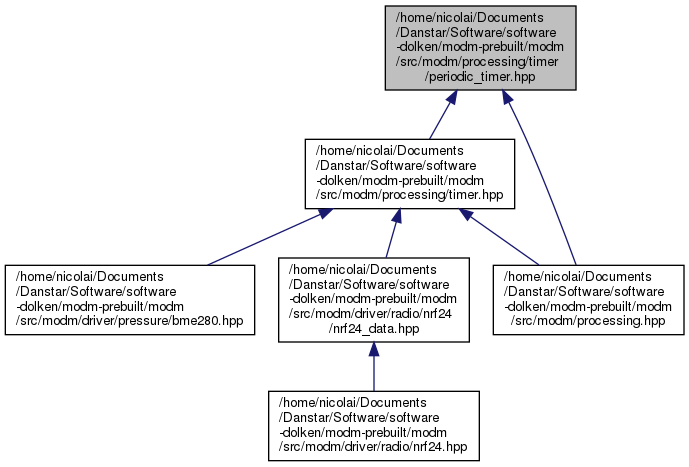 /home/nicolai/Documents
/Danstar/Software/software
-dolken/modm-prebuilt/modm
/src/modm/processing/timer
/periodic_timer.hpp
/home/nicolai/Documents
/Danstar/Software/software
-dolken/modm-prebuilt/modm
/src/modm/processing/timer.hpp
/home/nicolai/Documents
/Danstar/Software/software
-dolken/modm-prebuilt/modm
/src/modm/driver/pressure/bme280.hpp
/home/nicolai/Documents
/Danstar/Software/software
-dolken/modm-prebuilt/modm
/src/modm/driver/radio/nrf24
/nrf24_data.hpp
/home/nicolai/Documents
/Danstar/Software/software
-dolken/modm-prebuilt/modm
/src/modm/processing.hpp
/home/nicolai/Documents
/Danstar/Software/software
-dolken/modm-prebuilt/modm
/src/modm/driver/radio/nrf24.hpp